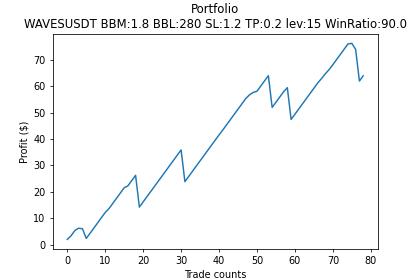 Portfolio
WAVESUSDT BBM:1.8 BBL:280 SL:1.2 TP:0.2 lev:15 WinRatio:90.0
Profit ($)
70
60
50
40
30
20
10
0
0 10 20 30 40 50 60 70 80
Trade counts